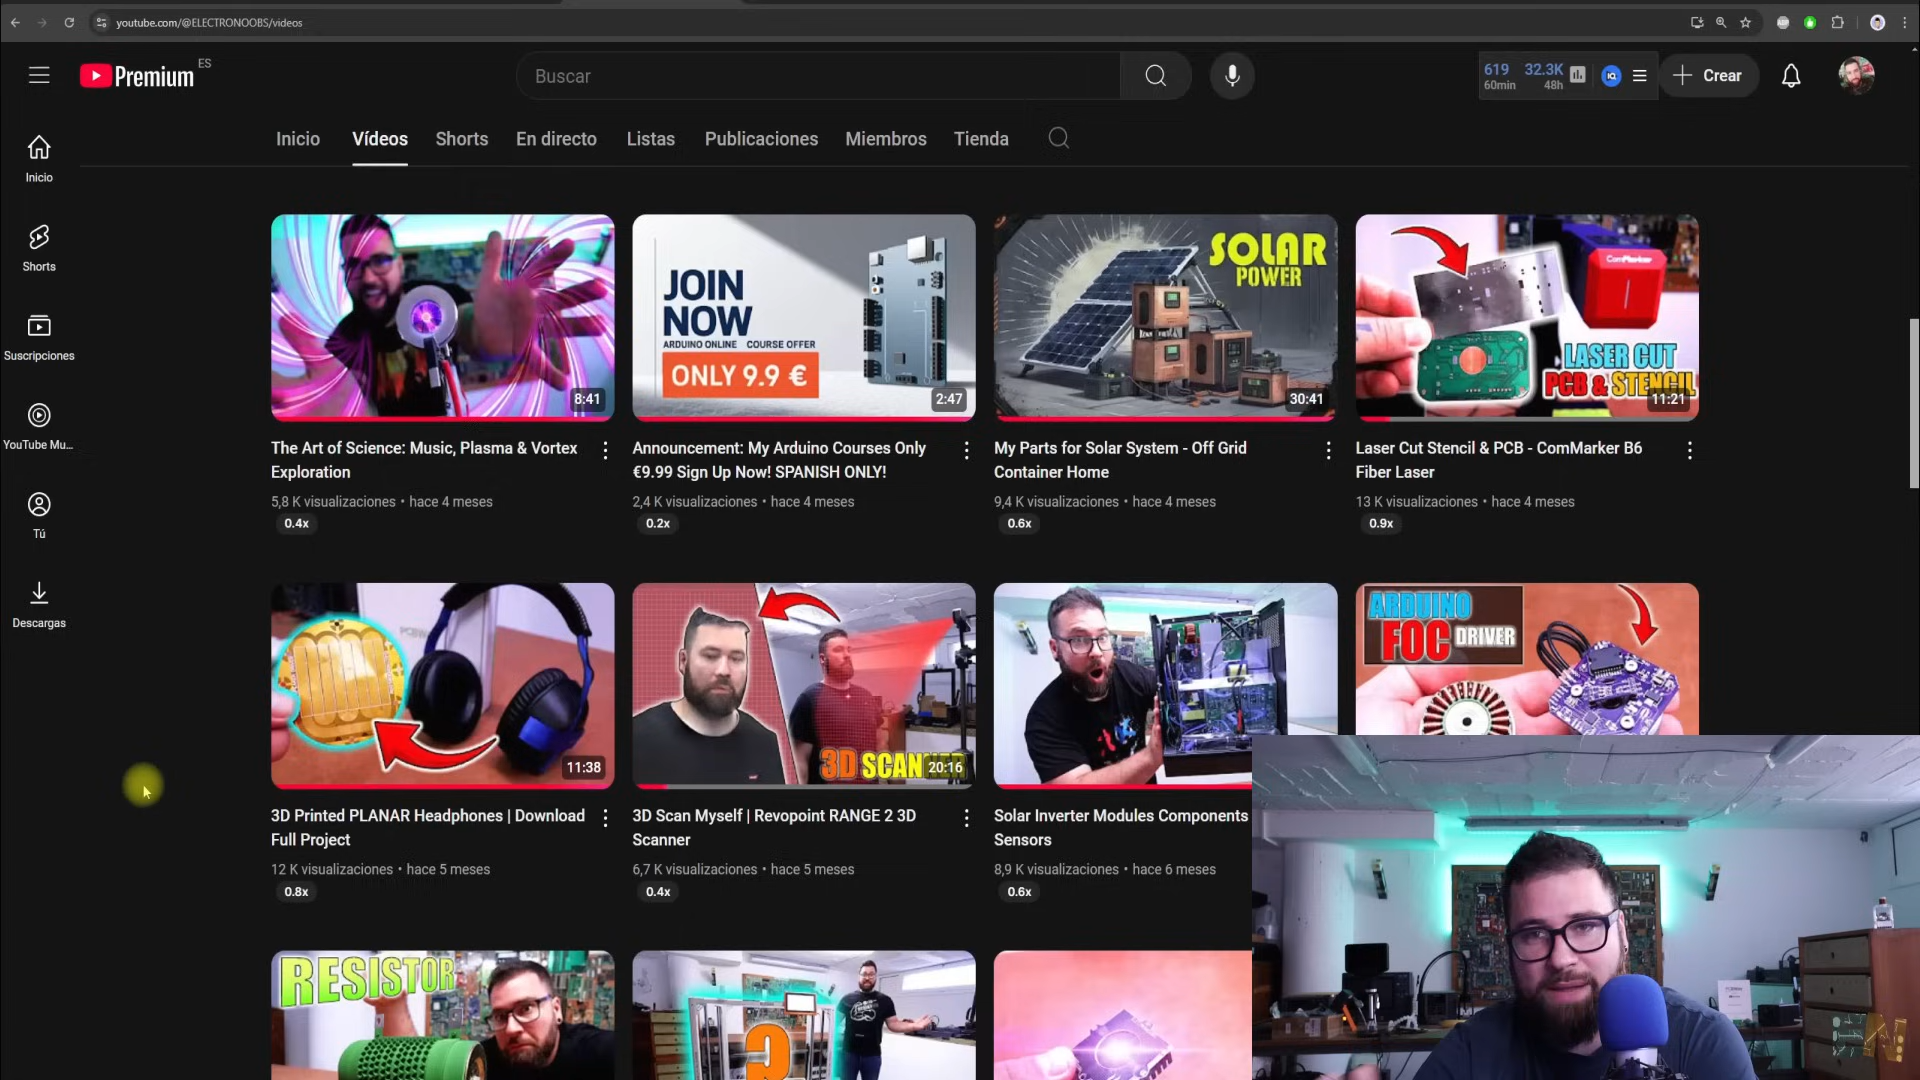 youtube.com/@ELECTRONOOBS/videos
Premium
ES
Buscar
619
60min
32.3K
48h
Crear
Inicio
Vídeos
Shorts
En directo
Listas
Publicaciones
Miembros
Tienda
Inicio
Shorts
Suscripciones
YouTube Mu...
Tú
Descargas
8:41
JOIN
NOW
ARDUINO ONLINE COURSE OFFER
ONLY 9.9 €
2:47
SOLAR
POWER
30:41
ComMarker
LASER CUT
PCB & STENCIL
11:21
The Art of Science: Music, Plasma & Vortex
Exploration
5,8 K visualizaciones • hace 4 meses
0.4x
Announcement: My Arduino Courses Only
€9.99 Sign Up Now! SPANISH ONLY!
2,4 K visualizaciones • hace 4 meses
0.2x
My Parts for Solar System - Off Grid
Container Home
9,4 K visualizaciones • hace 4 meses
0.6x
Laser Cut Stencil & PCB - ComMarker B6
Fiber Laser
13 K visualizaciones • hace 4 meses
0.9x
11:38
3D SCANNER
20:16
ARDUINO
FOC DRIVER
3D Printed PLANAR Headphones | Download
Full Project
12 K visualizaciones • hace 5 meses
0.8x
3D Scan Myself | Revopoint RANGE 2 3D
Scanner
6,7 K visualizaciones • hace 5 meses
0.4x
Solar Inverter Modules Components
Sensors
8,9 K visualizaciones • hace 6 meses
0.6x
RESISTOR
?